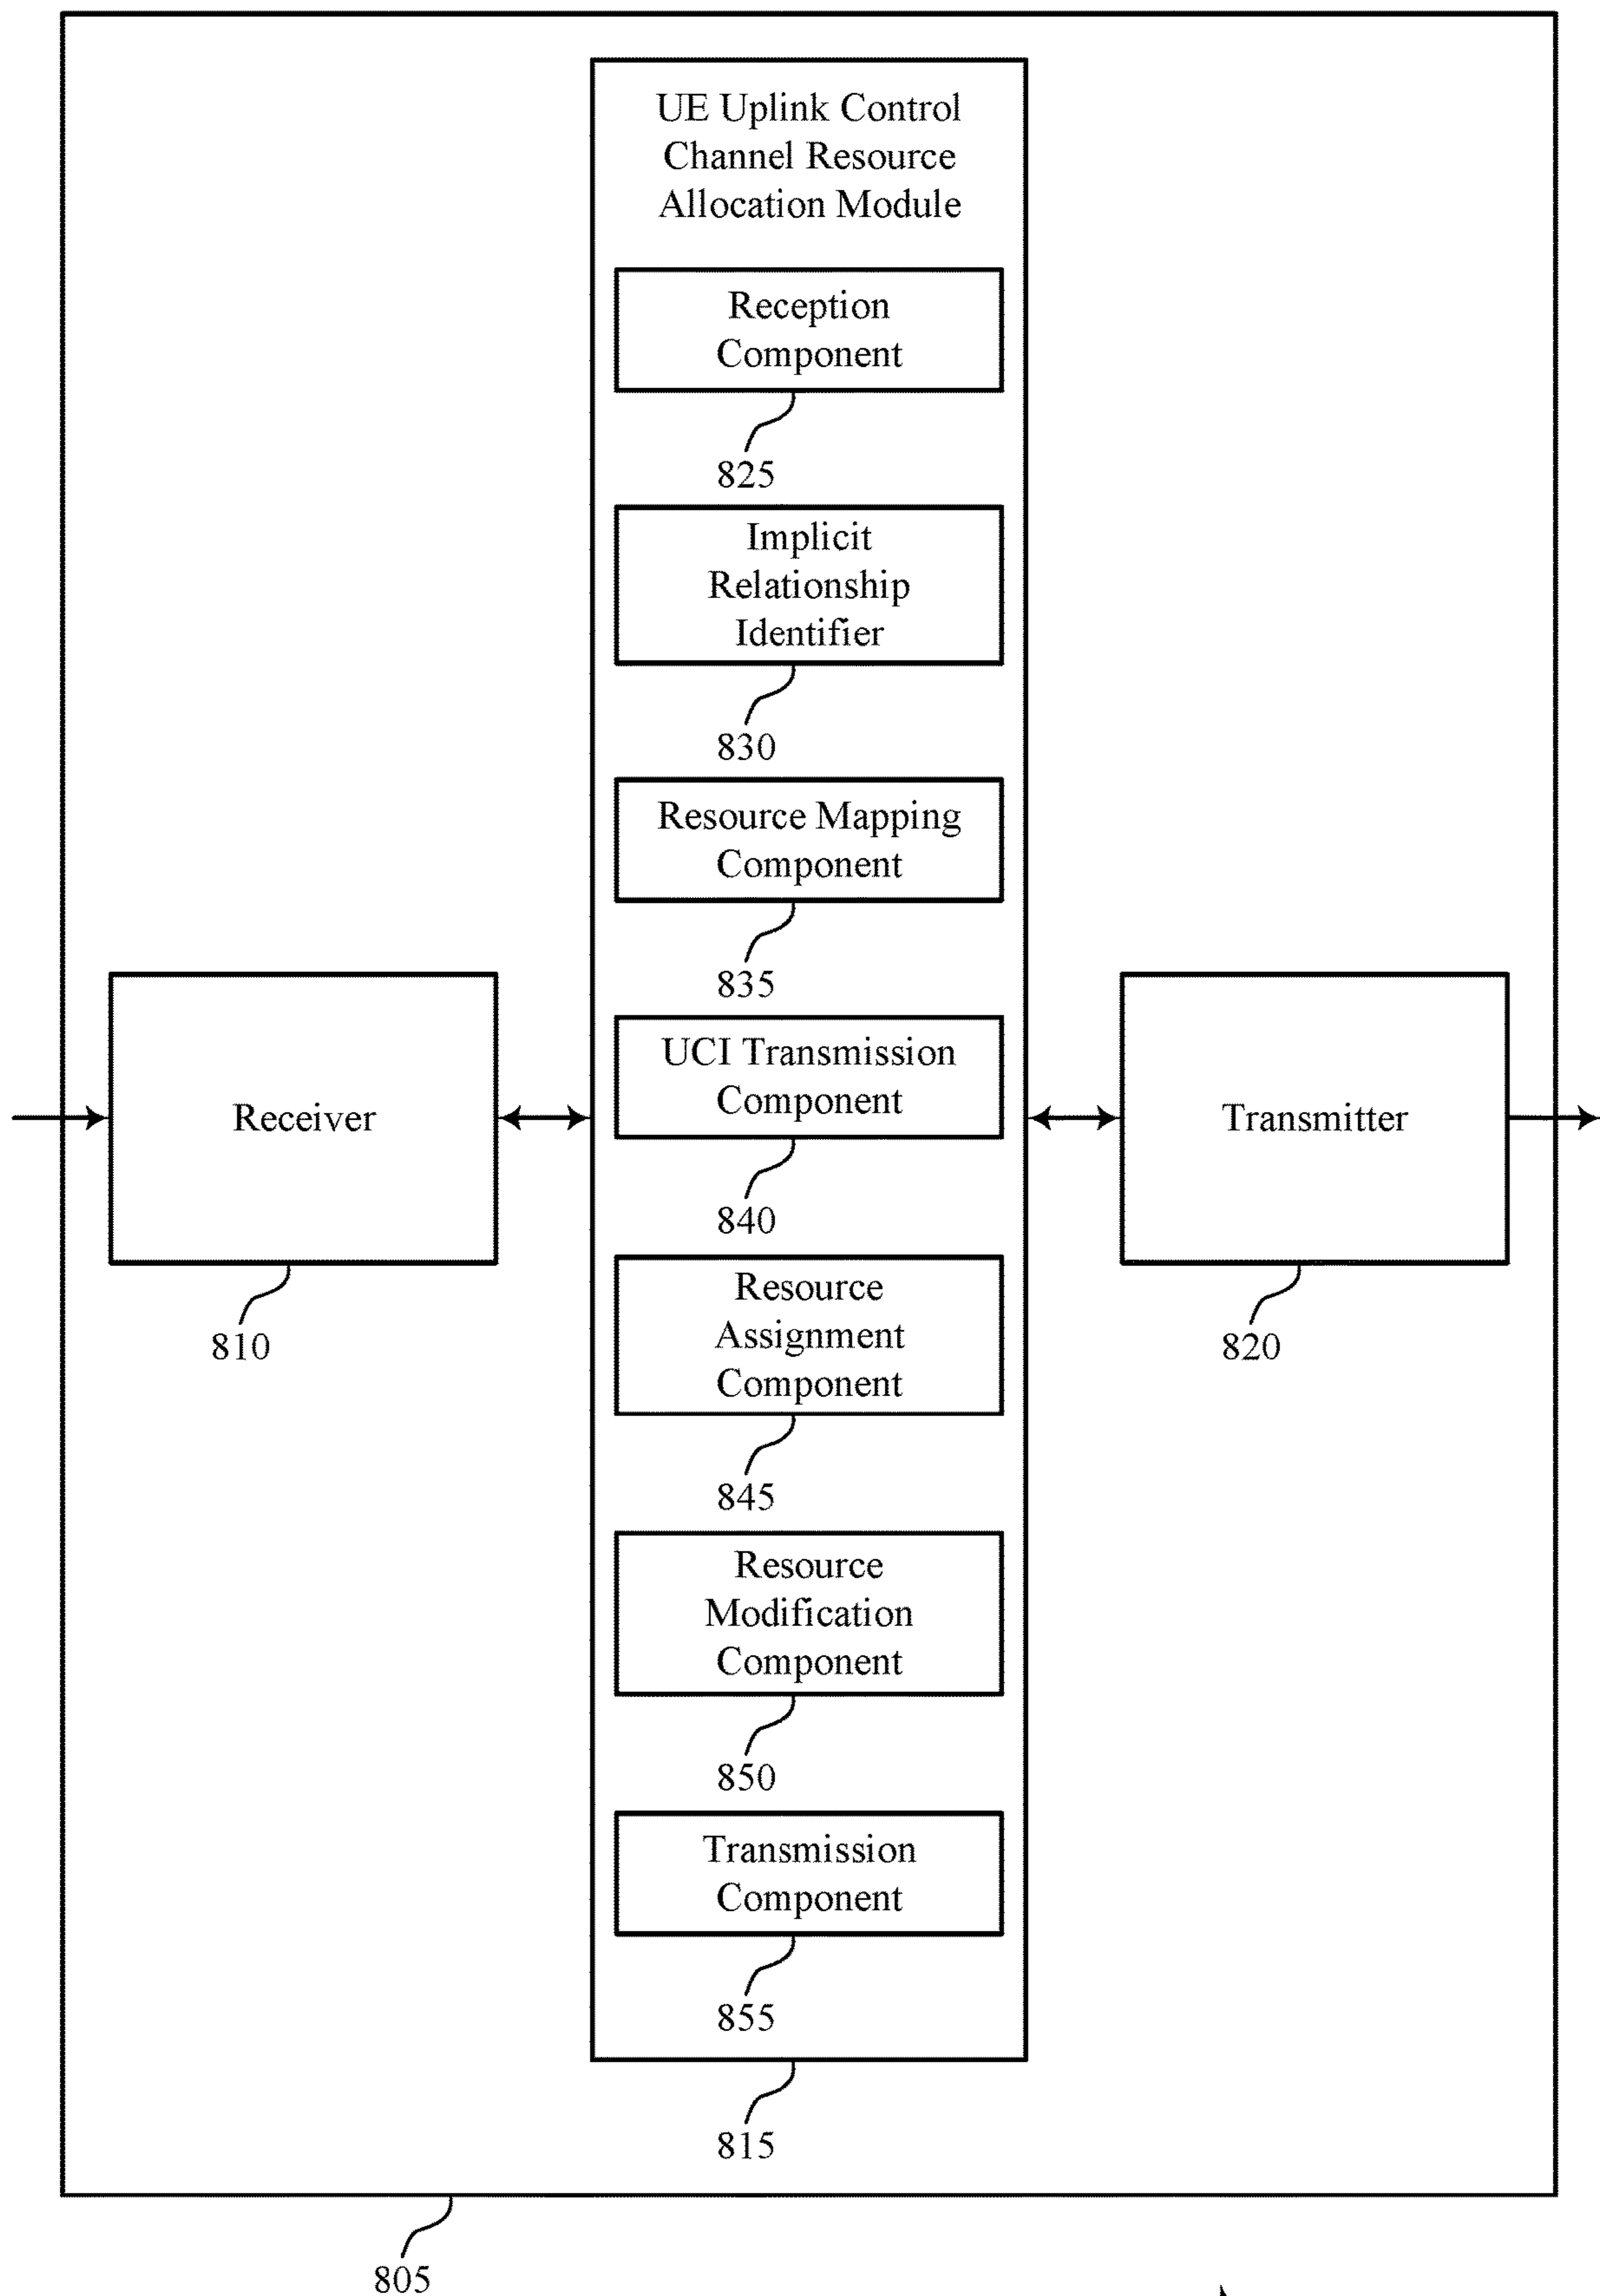 UE Uplink Control
Channel Resource
Allocation Module
Reception
Component
825
Implicit
Relationship
Identifier
830
Resource Mapping
Component
835
UCI Transmission
Component
840
Receiver
810
Transmitter
820
Resource
Assignment
Component
845
Resource
Modification
Component
850
Transmission
Component
855
815
805